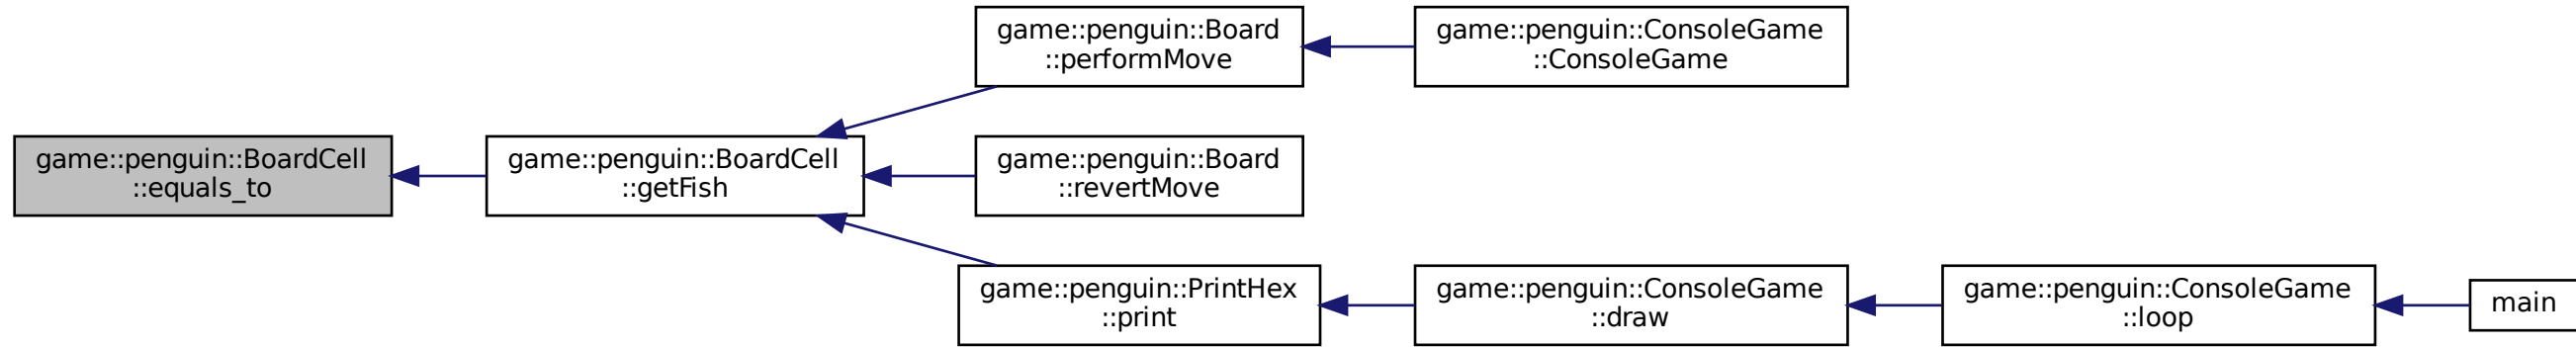 game::penguin::Board
::performMove
game::penguin::ConsoleGame
::ConsoleGame
game::penguin::BoardCell
::equals_to
game::penguin::BoardCell
::getFish
game::penguin::Board
::revertMove
game::penguin::PrintHex
::print
game::penguin::ConsoleGame
::draw
game::penguin::ConsoleGame
::loop
main